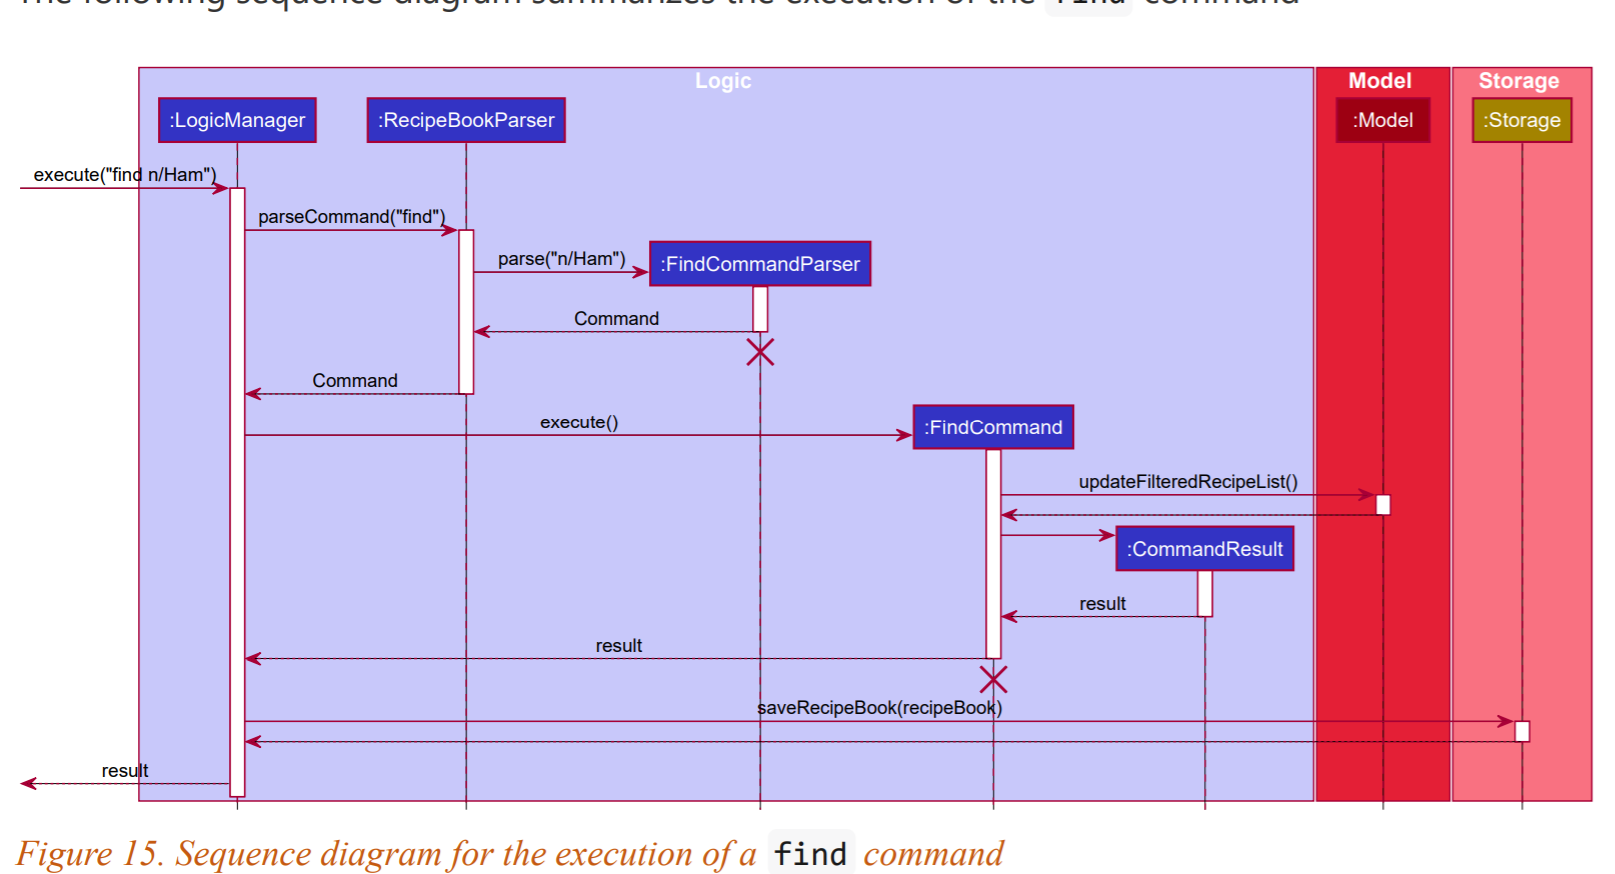 The following sequence diagram summarizes the execution of the find command
Logic
Model
Storage
:LogicManager
:RecipeBookParser
:Model
:Storage
execute("find n/Ham")
parseCommand("find")
parse("n/Ham")
:FindCommandParser
Command
Command
execute()
:FindCommand
updateFilteredRecipeList()
:CommandResult
result
result
saveRecipeBook(recipeBook)
result
Figure 15. Sequence diagram for the execution of a find command